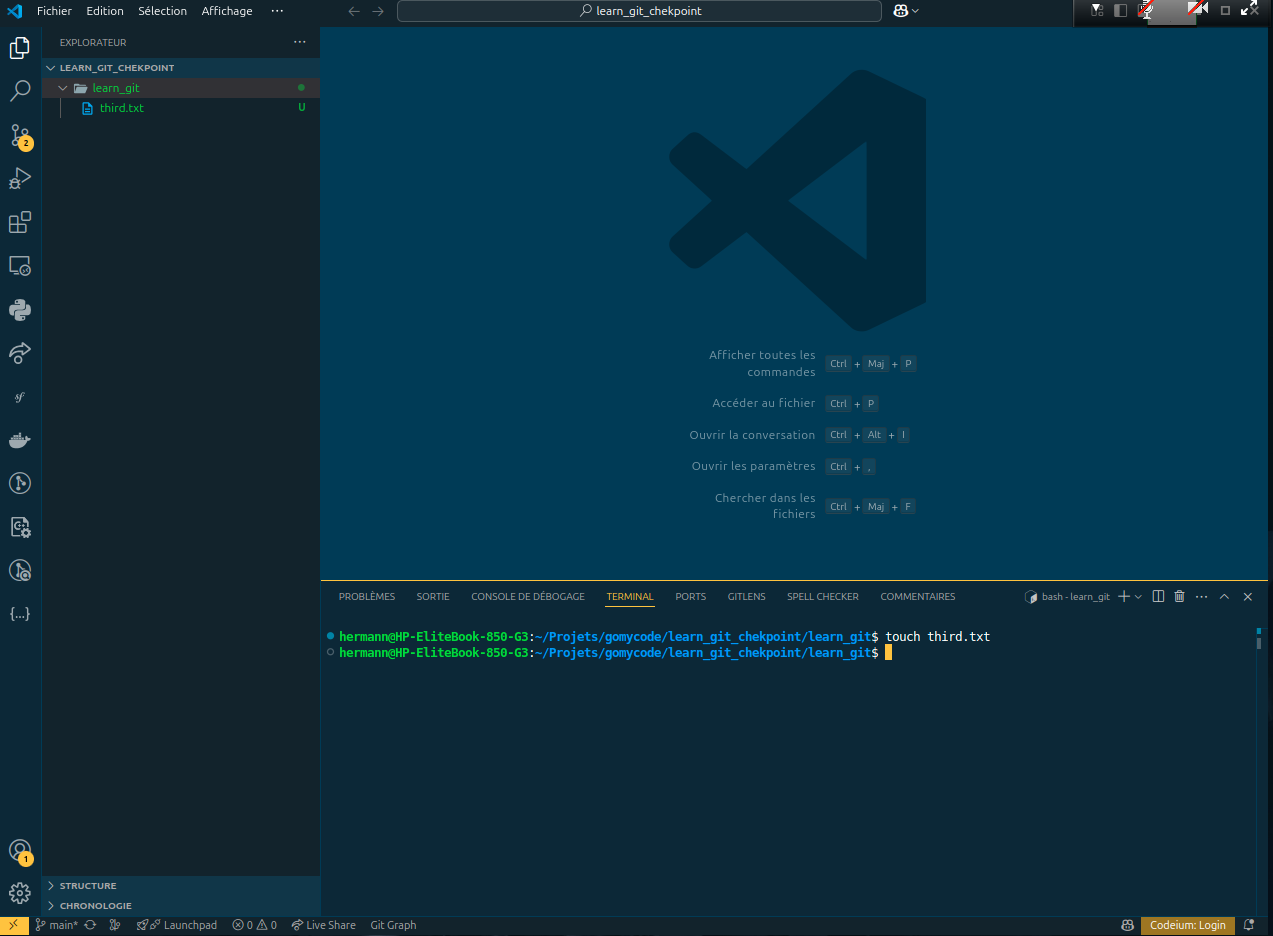 Fichier Edition Sélection Affichage ··· learn_git_chekpoint
EXPLORATEUR ···
LEARN_GIT_CHEKPOINT
learn_git
third.txt U
2
Afficher toutes les
commandes Ctrl + Maj + P
Accéder au fichier Ctrl + P
Ouvrir la conversation Ctrl + Alt + I
Ouvrir les paramètres Ctrl + ,
Chercher dans les
fichiers Ctrl + Maj + F
{...}
PROBLÈMES SORTIE CONSOLE DE DÉBOGAGE TERMINAL PORTS GITLENS SPELL CHECKER COMMENTAIRES bash - learn_git
hermann@HP-EliteBook-850-G3:~/Projets/gomycode/learn_git_chekpoint/learn_git$ touch third.txt
hermann@HP-EliteBook-850-G3:~/Projets/gomycode/learn_git_chekpoint/learn_git$
1
STRUCTURE
CHRONOLOGIE
main* Launchpad 0 0 Live Share Git Graph Codeium: Login